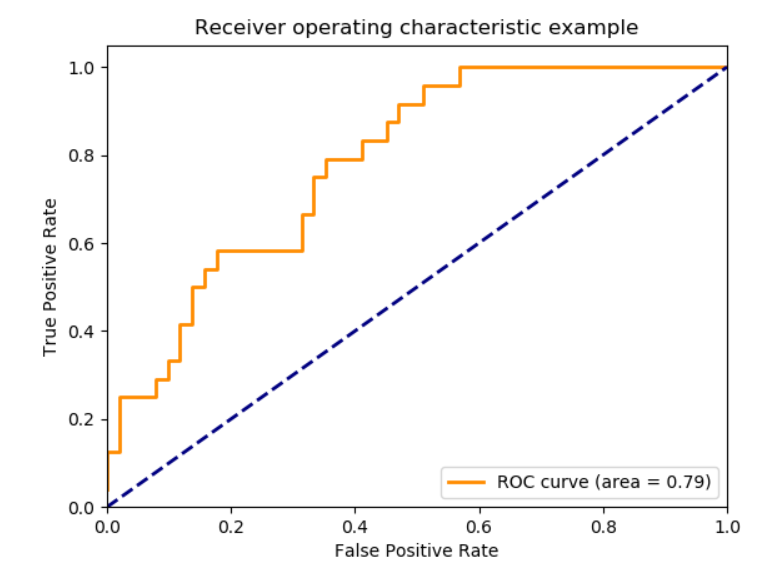 Receiver operating characteristic example
1.0
0.8
0.6
0.4
0.2
0.0
True Positive Rate
ROC curve (area = 0.79)
0.0 0.2 0.4 0.6 0.8 1.0
False Positive Rate